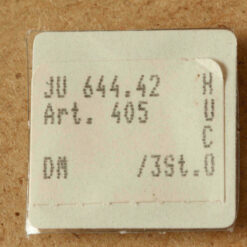 JU 644.42 H
Art. 405 U
C
DM /3St.0